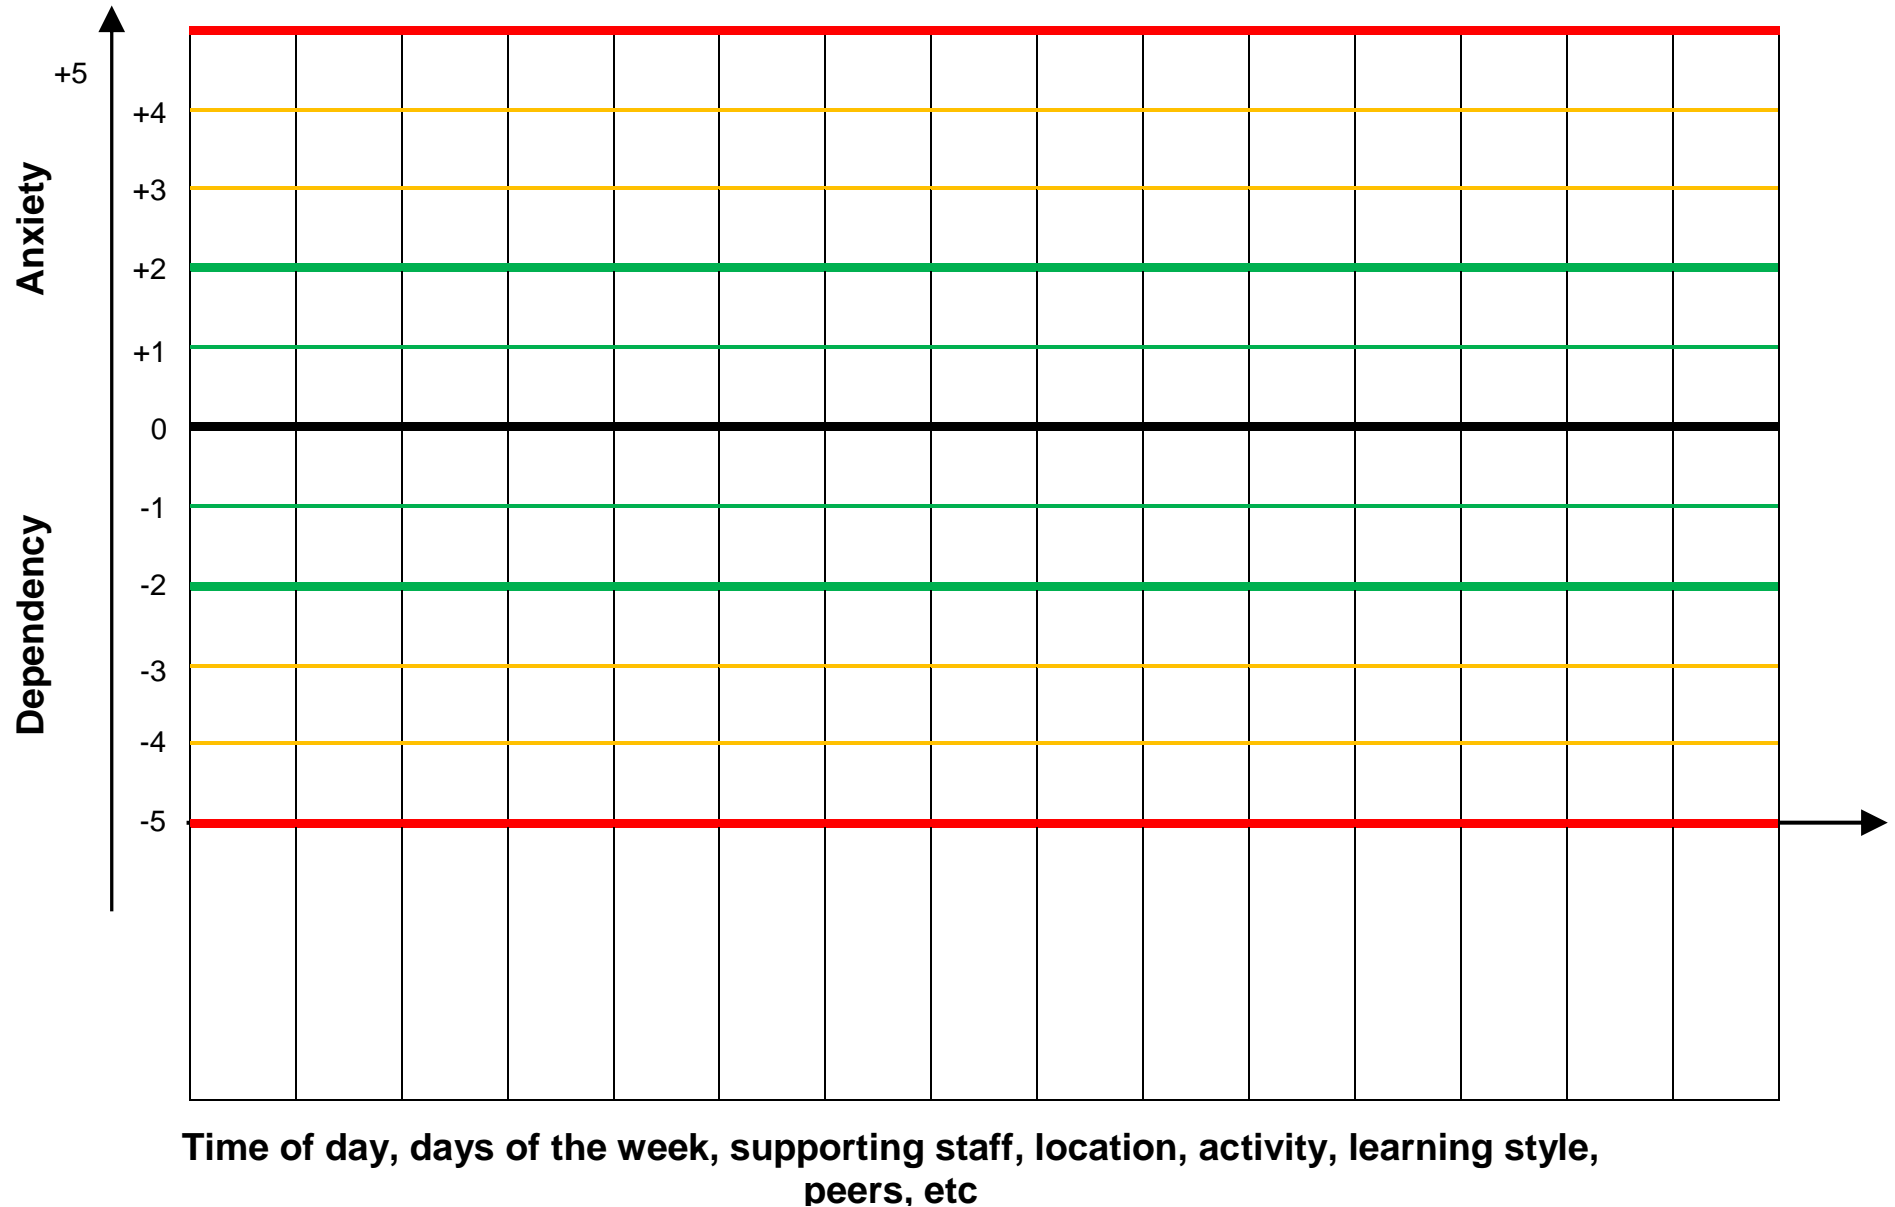 +5
+4
+3
+2
+1
0
-1
-2
-3
-4
-5
Anxiety
Dependency
Time of day, days of the week, supporting staff, location, activity, learning style,
peers, etc